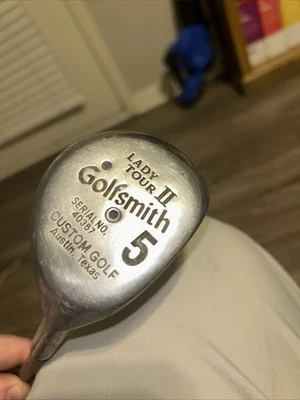 LADY
TOUR II
Golfsmith
SERIAL NO.
40387
5
CUSTOM GOLF
Austin, Texas